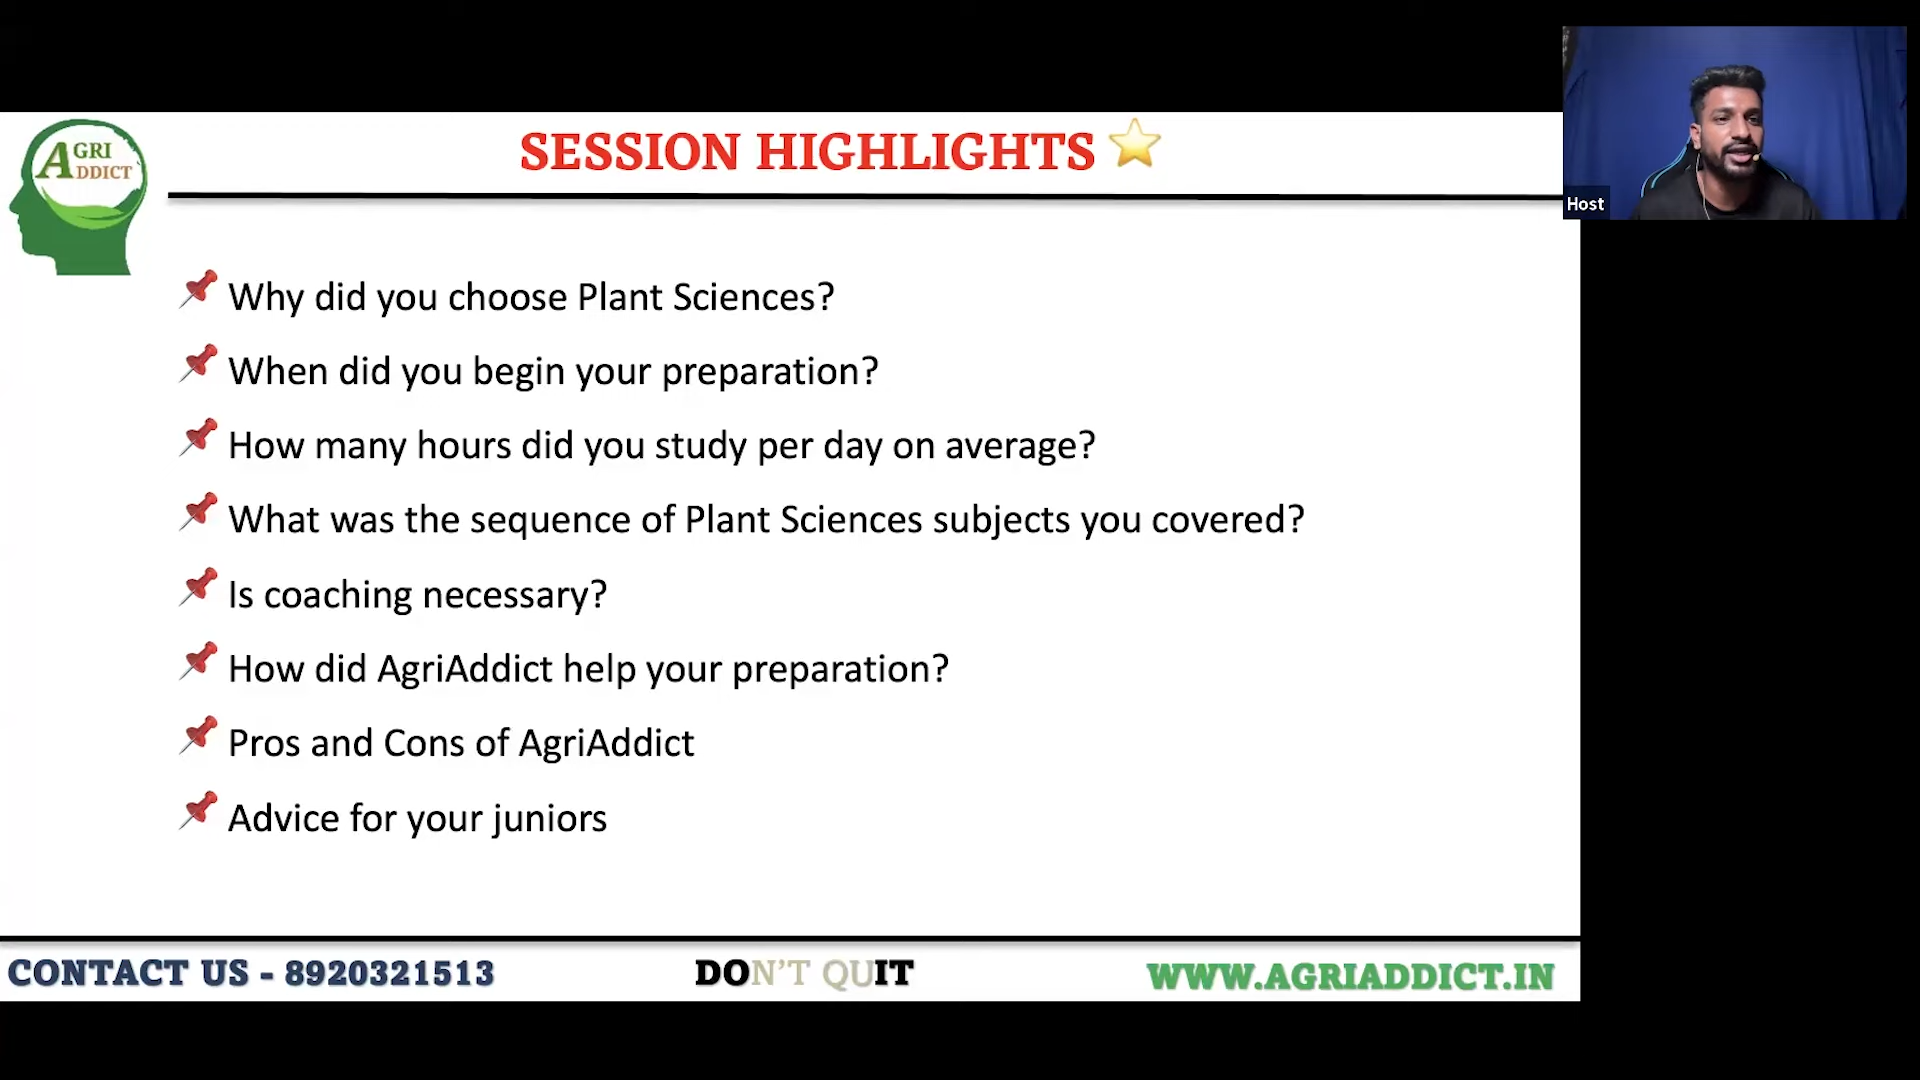 AGRI
ADDICT
SESSION HIGHLIGHTS
Host
Why did you choose Plant Sciences?
When did you begin your preparation?
How many hours did you study per day on average?
What was the sequence of Plant Sciences subjects you covered?
Is coaching necessary?
How did AgriAddict help your preparation?
Pros and Cons of AgriAddict
Advice for your juniors
CONTACT US - 8920321513
DON'T QUIT
WWW.AGRIADDICT.IN